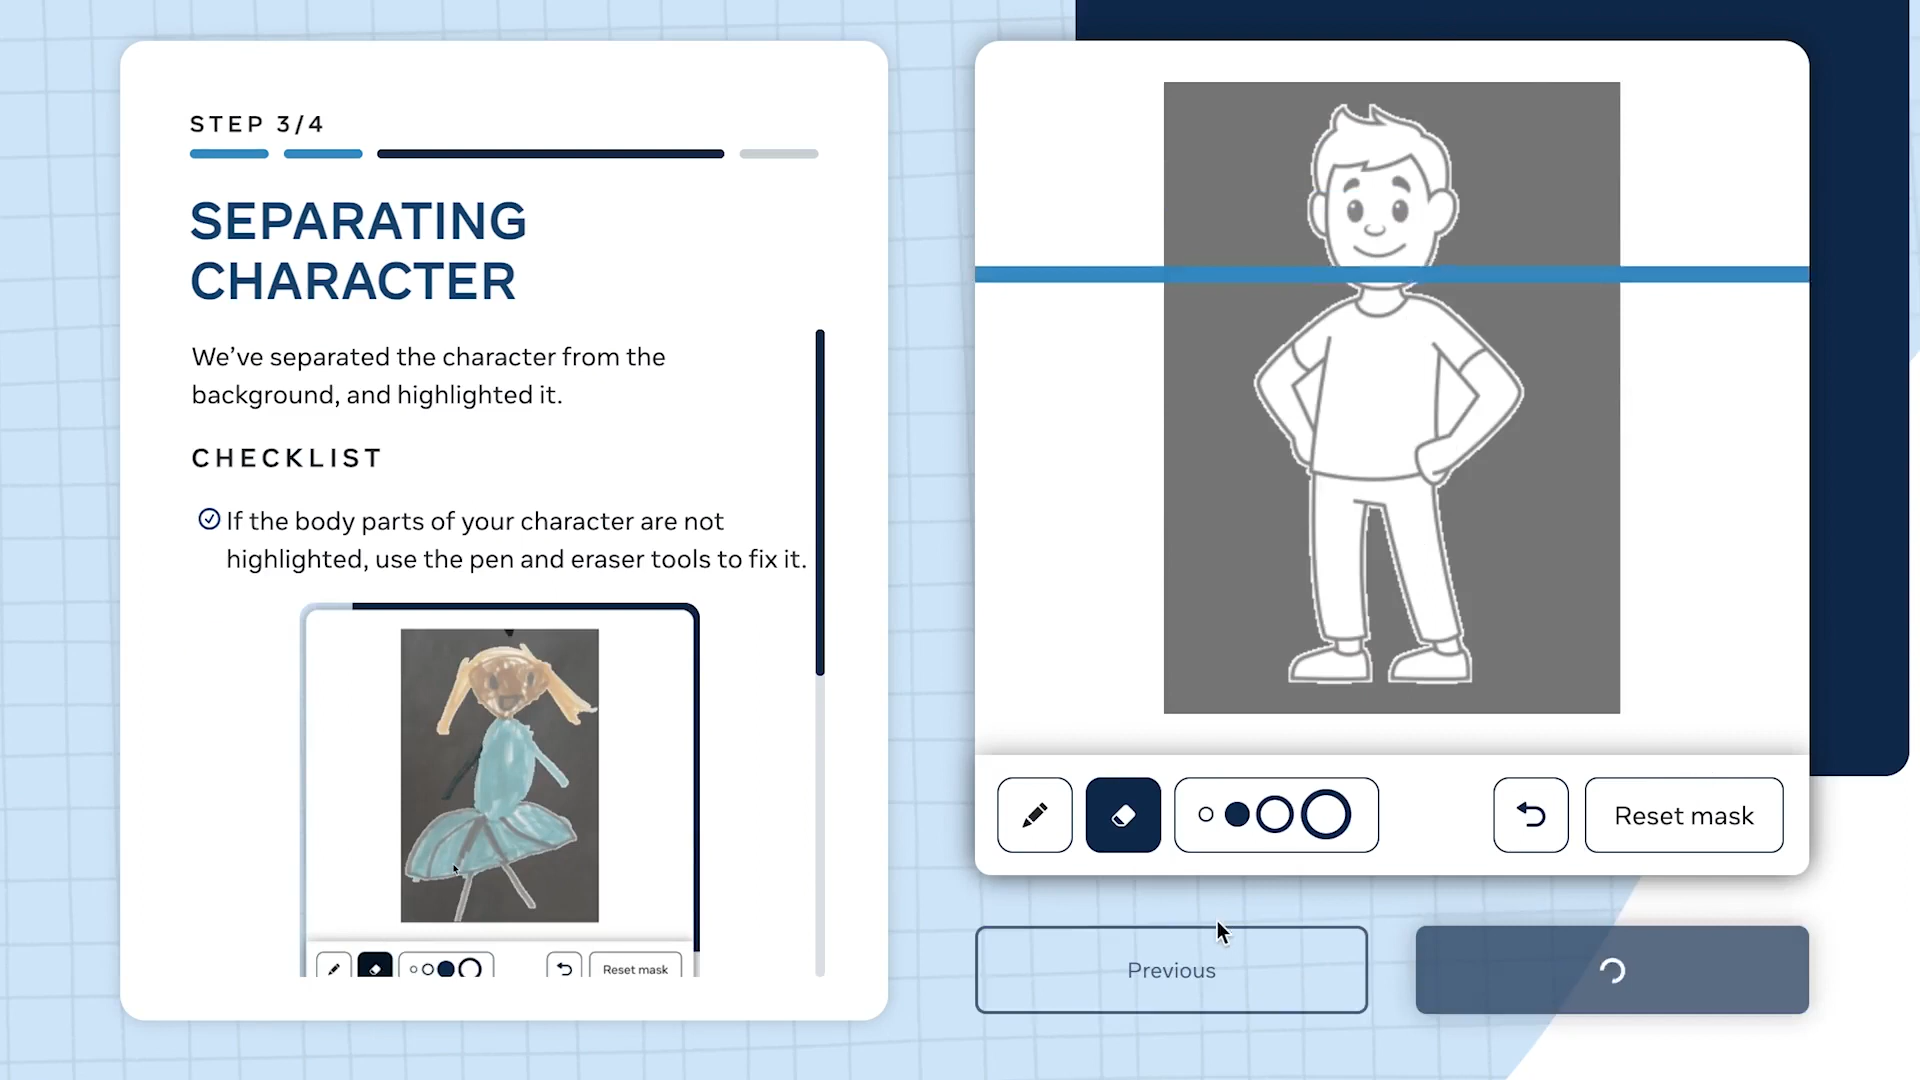 STEP 3/4
SEPARATING
CHARACTER
We’ve separated the character from the
background, and highlighted it.
CHECKLIST
If the body parts of your character are not
highlighted, use the pen and eraser tools to fix it.
Reset mask
Reset mask
Previous